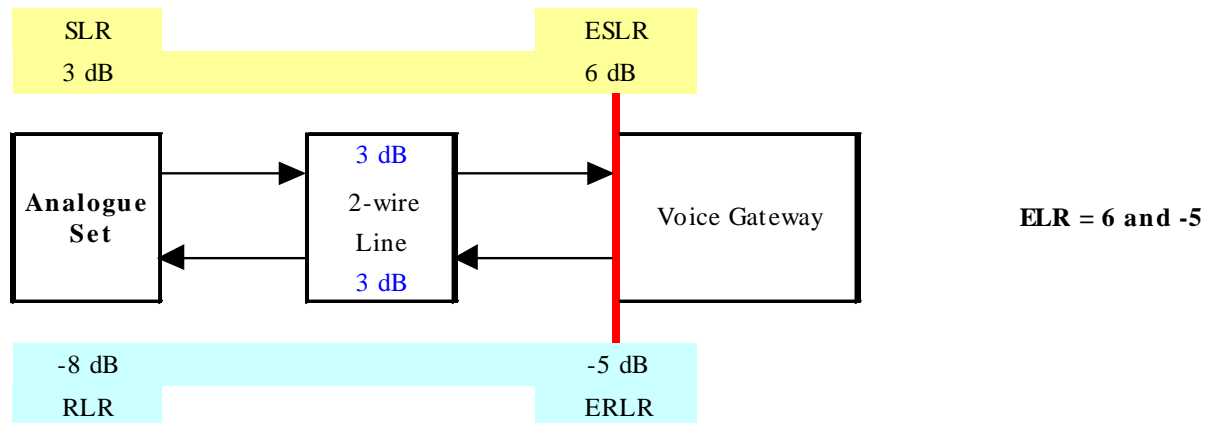 SLR ESLR
3 dB 6 dB
3 dB
Analogue Set
2-wire
Line
3 dB
Voice Gateway
ELR = 6 and -5
-8 dB -5 dB
RLR ERLR